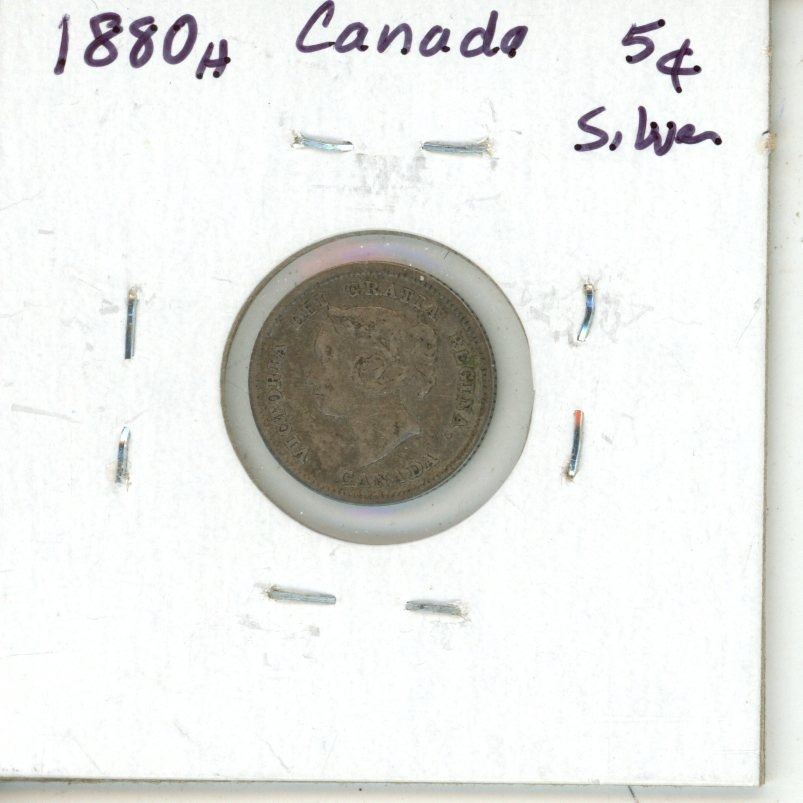 1880H Canada 5¢
Silver
VICTORIA DEI GRATIA REGINA.
CANADA